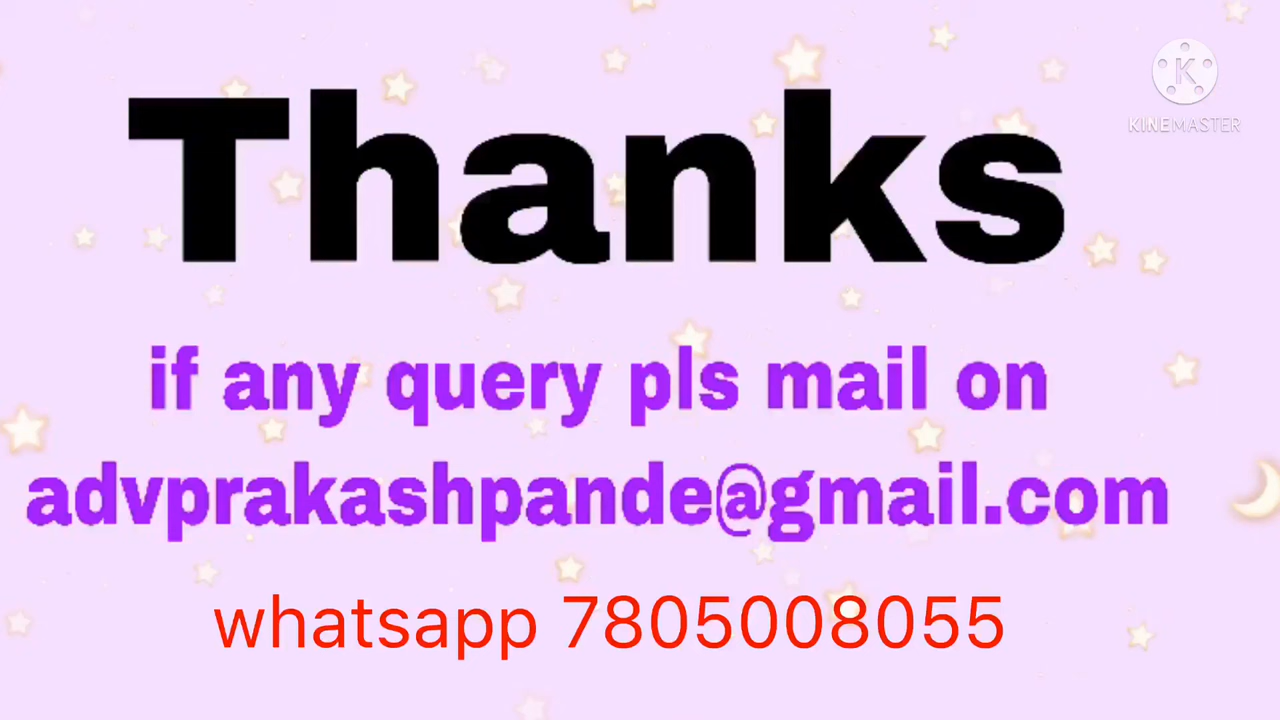 Thanks
KINEMASTER
if any query pls mail on
advprakashpande@gmail.com
whatsapp 7805008055